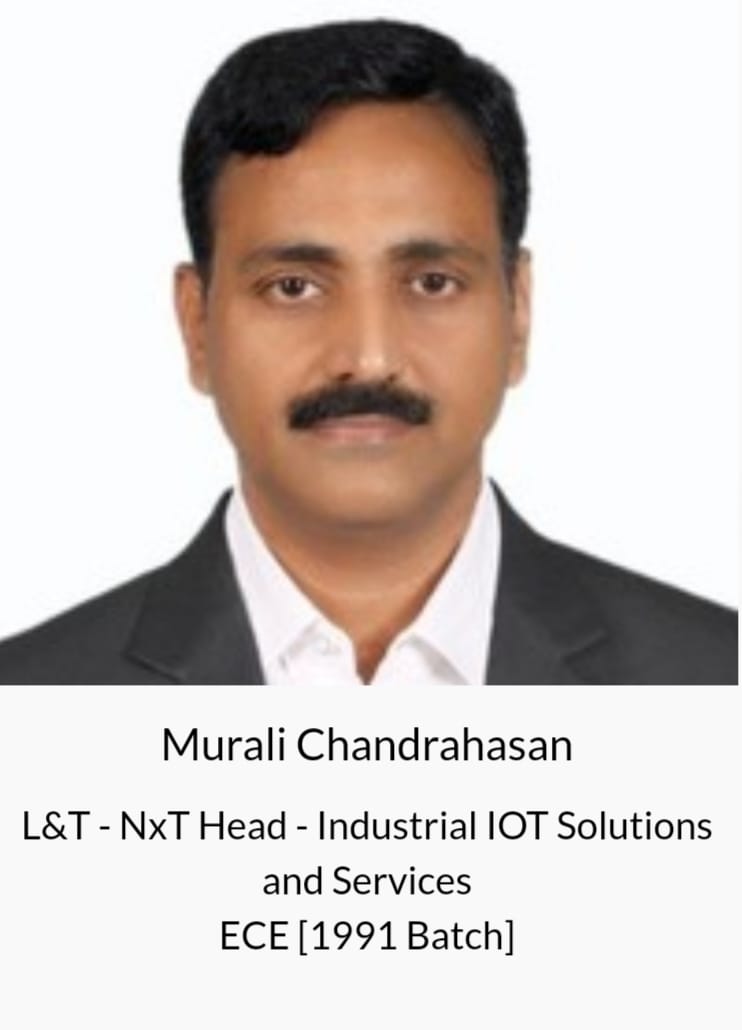 Murali Chandrahasan
L&T - NxT Head - Industrial IOT Solutions
and Services
ECE [1991 Batch]